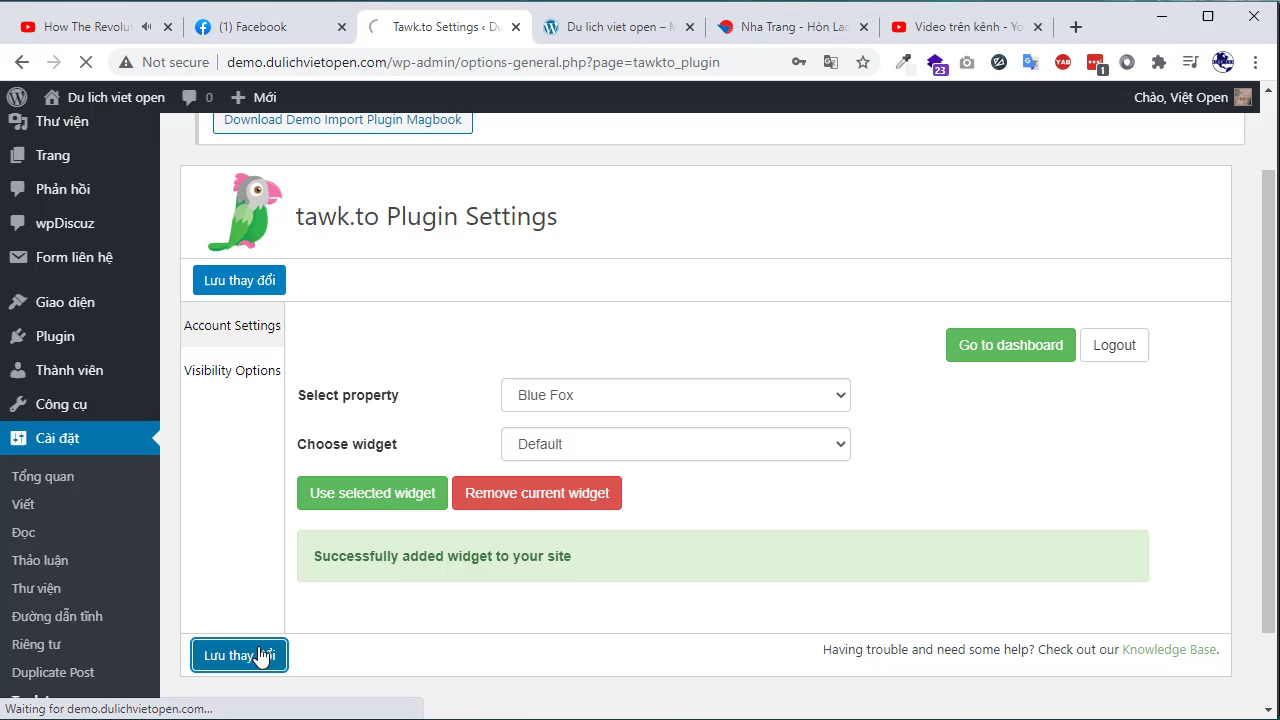 How The Revolut
(1) Facebook
Tawk.to Settings ‹ Du
Du lich viet open – M
Nha Trang - Hòn Lao
Video trên kênh - Yo
Not secure
demo.dulichvietopen.com/wp-admin/options-general.php?page=tawkto_plugin
23
YAB
1
Du lich viet open
0
Mới
Chào, Việt Open
Thư viện
Trang
Phản hồi
wpDiscuz
Form liên hệ
Giao diện
Plugin
Thành viên
Công cụ
Cài đặt
Tổng quan
Viết
Đọc
Thảo luận
Thư viện
Đường dẫn tĩnh
Riêng tư
Duplicate Post
Download Demo Import Plugin Magbook
tawk.to Plugin Settings
Lưu thay đổi
Account Settings
Visibility Options
Go to dashboard
Logout
Select property
Blue Fox
Choose widget
Default
Use selected widget
Remove current widget
Successfully added widget to your site
Lưu thay đổi
Having trouble and need some help? Check out our Knowledge Base.
Waiting for demo.dulichvietopen.com...